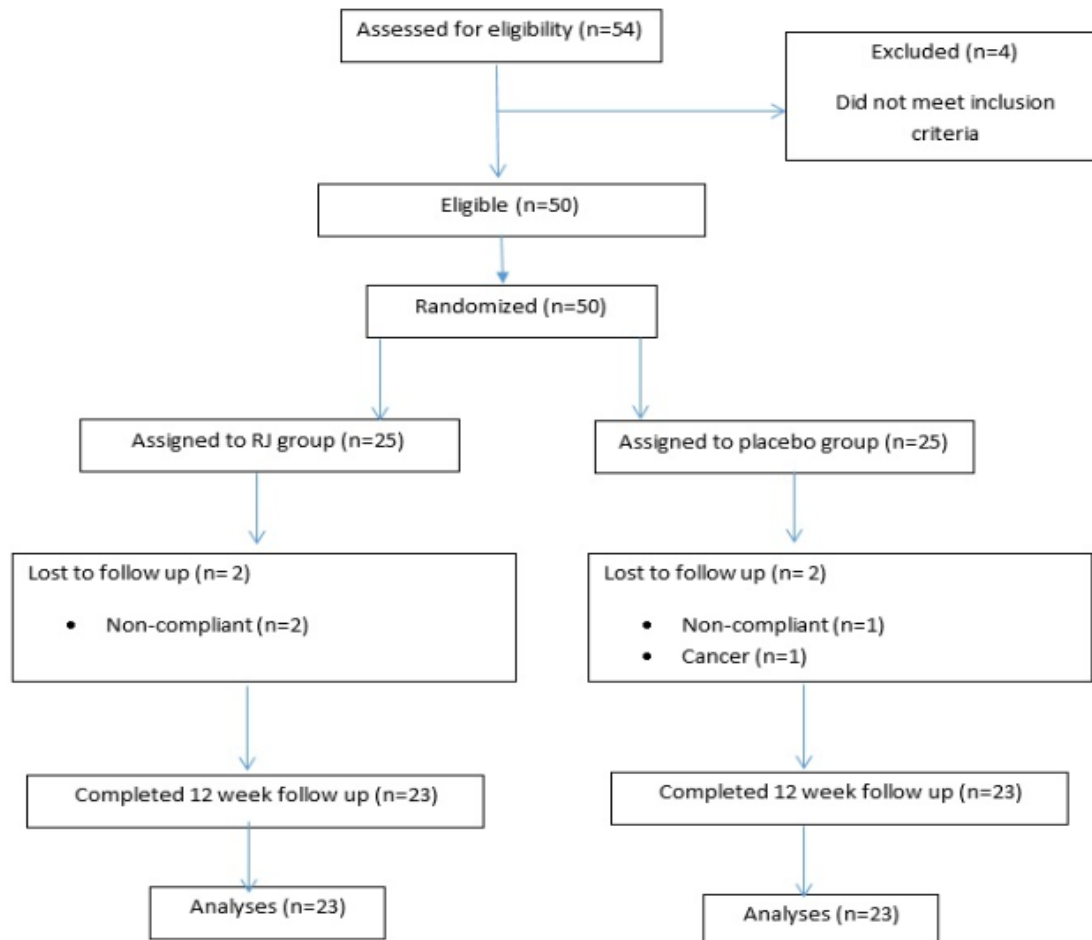 Assessed for eligibility (n=54)
Excluded (n=4)
Did not meet inclusion
criteria
Eligible (n=50)
Randomized (n=50)
Assigned to RJ group (n=25)
Assigned to placebo group (n=25)
Lost to follow up (n= 2)
• Non-compliant (n=2)
Lost to follow up (n= 2)
• Non-compliant (n=1)
• Cancer (n=1)
Completed 12 week follow up (n=23)
Completed 12 week follow up (n=23)
Analyses (n=23)
Analyses (n=23)